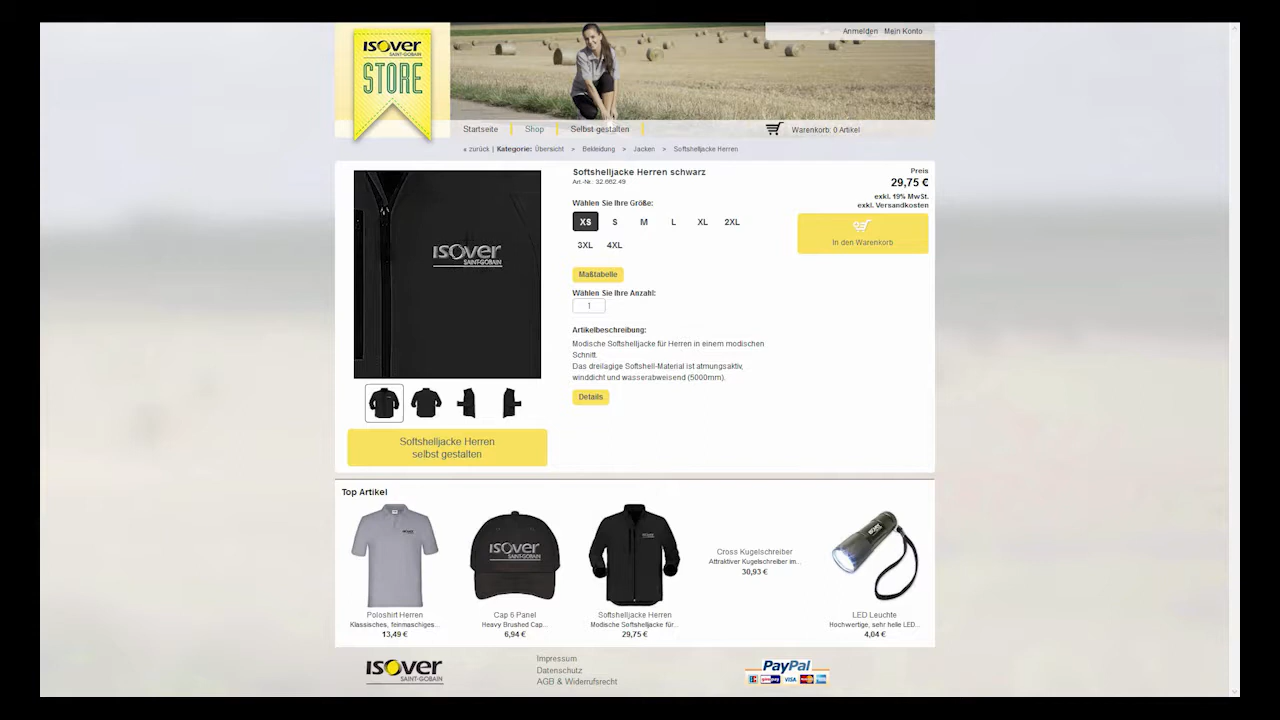 ISOVER
SAINT-GOBAIN
STORE
Anmelden Mein Konto
Startseite Shop Selbst gestalten
Warenkorb: 0 Artikel
« zurück | Kategorie: Übersicht > Bekleidung > Jacken > Softshelljacke Herren
ISOVER
SAINT-GOBAIN
Softshelljacke Herren
selbst gestalten
Softshelljacke Herren schwarz
Art.-Nr.: 32.662.49
Wählen Sie Ihre Größe:
XS S M L XL 2XL
3XL 4XL
Maßtabelle
Wählen Sie Ihre Anzahl:
1
Artikelbeschreibung:
Modische Softshelljacke für Herren in einem modischen
Schnitt.
Das dreilagige Softshell-Material ist atmungsaktiv,
winddicht und wasserabweisend (5000mm).
Details
Preis
29,75 €
exkl. 19% MwSt.
exkl. Versandkosten
In den Warenkorb
Top Artikel
Poloshirt Herren
Klassisches, feinmaschiges...
13,49 €
ISOVER
SAINT-GOBAIN
Cap 6 Panel
Heavy Brushed Cap...
6,94 €
Softshelljacke Herren
Modische Softshelljacke für...
29,75 €
Cross Kugelschreiber
Attraktiver Kugelschreiber im...
30,93 €
LED Leuchte
Hochwertige, sehr helle LED...
4,04 €
ISOVER
SAINT-GOBAIN
Impressum
Datenschutz
AGB & Widerrufsrecht
PayPal
VISA